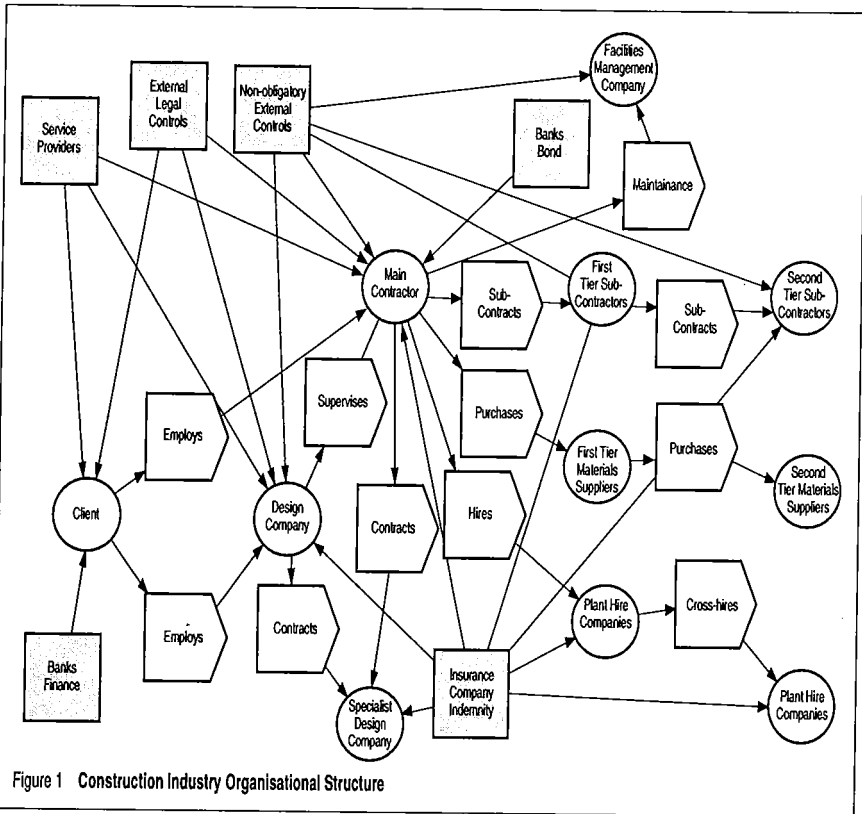 Facilities
Management
Company
External
Legal
Controls
Non-obligatory
External
Controls
Service
Providers
Banks
Bond
Maintainance
Main
Contractor
Sub-
Contracts
First
Tier Sub-
Contractors
Sub-
Contracts
Second
Tier Sub-
Contractors
Supervises
Employs
Purchases
Purchases
First Tier
Materials
Suppliers
Second
Tier Materials
Suppliers
Client
Design
Company
Contracts
Hires
Employs
Contracts
Plant Hire
Companies
Cross-hires
Banks
Finance
Insurance
Company
Indemnity
Specialist
Design
Company
Plant Hire
Companies
Figure 1 Construction Industry Organisational Structure